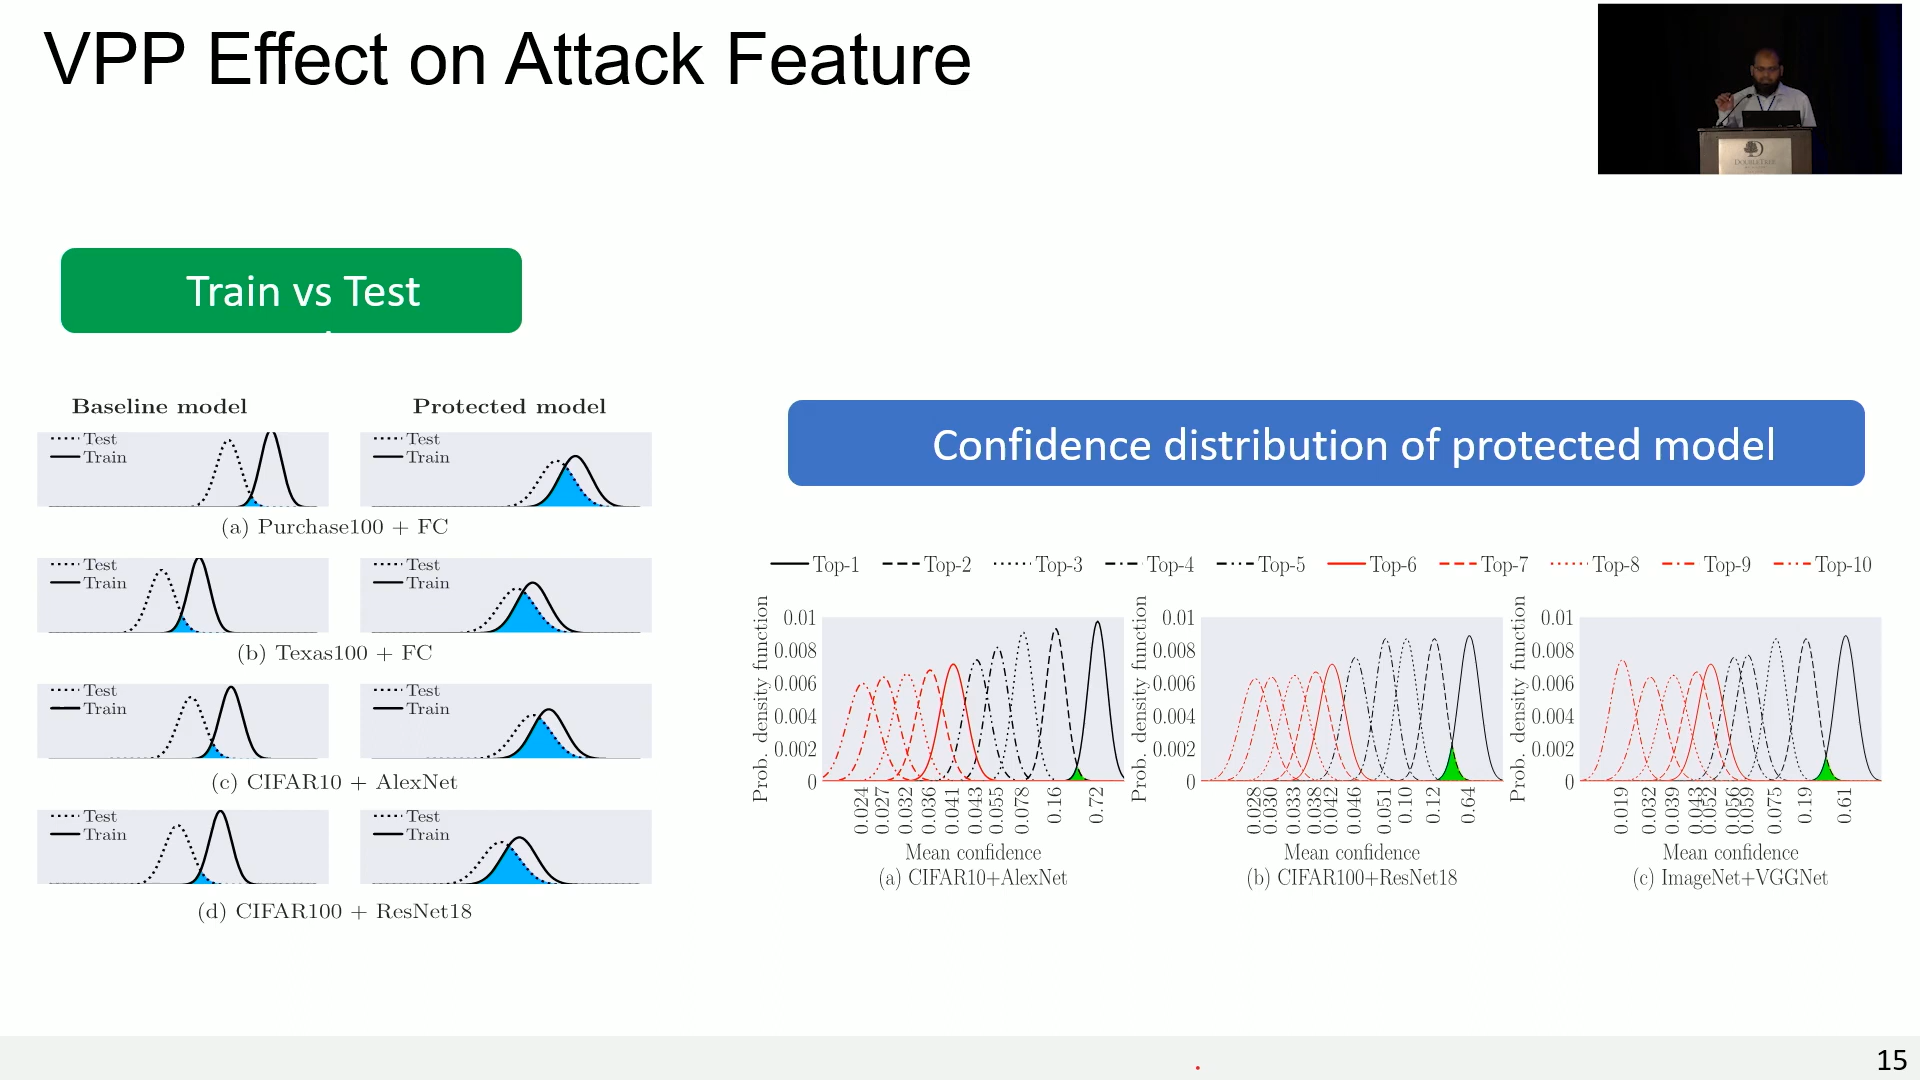 VPP Effect on Attack Feature
DOUBLETREE
Train vs Test
Baseline model
Protected model
Test
Train
Test
Train
(a) Purchase100 + FC
Test
Train
Test
Train
(b) Texas100 + FC
Test
Train
Test
Train
(c) CIFAR10 + AlexNet
Test
Train
Test
Train
(d) CIFAR100 + ResNet18
Confidence distribution of protected model
Top-1 Top-2 Top-3 Top-4 Top-5 Top-6 Top-7 Top-8 Top-9 Top-10
Prob. density function
0.01
0.008
0.006
0.004
0.002
0
0.024 0.027 0.032 0.036 0.041 0.043 0.055 0.078 0.16 0.72
Mean confidence
(a) CIFAR10+AlexNet
Prob. density function
0.01
0.008
0.006
0.004
0.002
0
0.028 0.030 0.033 0.038 0.042 0.046 0.051 0.10 0.12 0.64
Mean confidence
(b) CIFAR100+ResNet18
Prob. density function
0.01
0.008
0.006
0.004
0.002
0
0.019 0.032 0.039 0.043 0.052 0.056 0.059 0.075 0.19 0.61
Mean confidence
(c) ImageNet+VGGNet
15